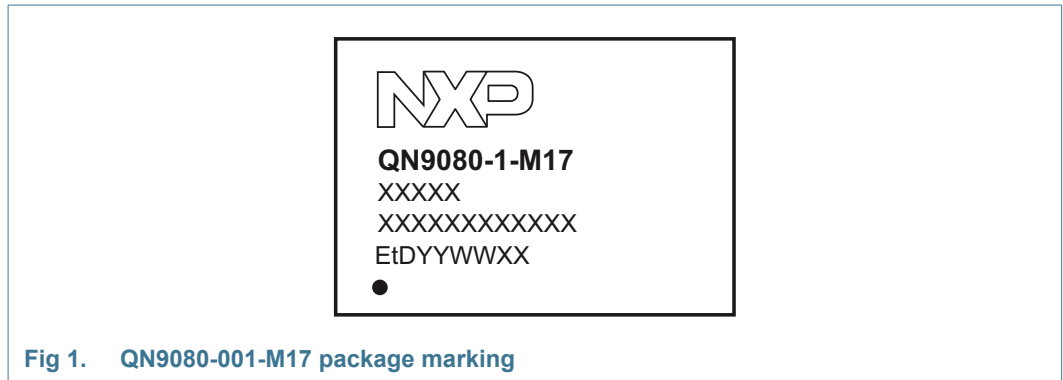 NXP
QN9080-1-M17
XXXXX
XXXXXXXXXXXX
EtDYYWWXX
Fig 1. QN9080-001-M17 package marking